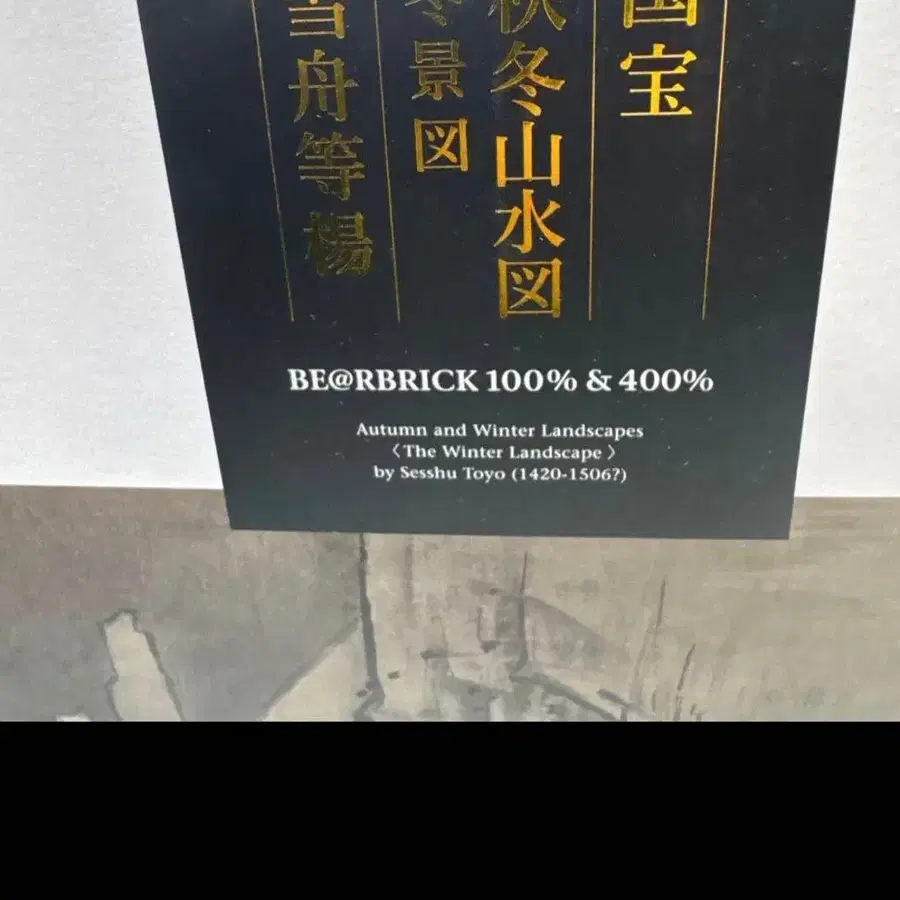 国宝
秋冬山水図
冬景図
雪舟等楊
BE@RBRICK 100% & 400%
Autumn and Winter Landscapes
〈The Winter Landscape〉
by Sesshu Toyo (1420-1506?)